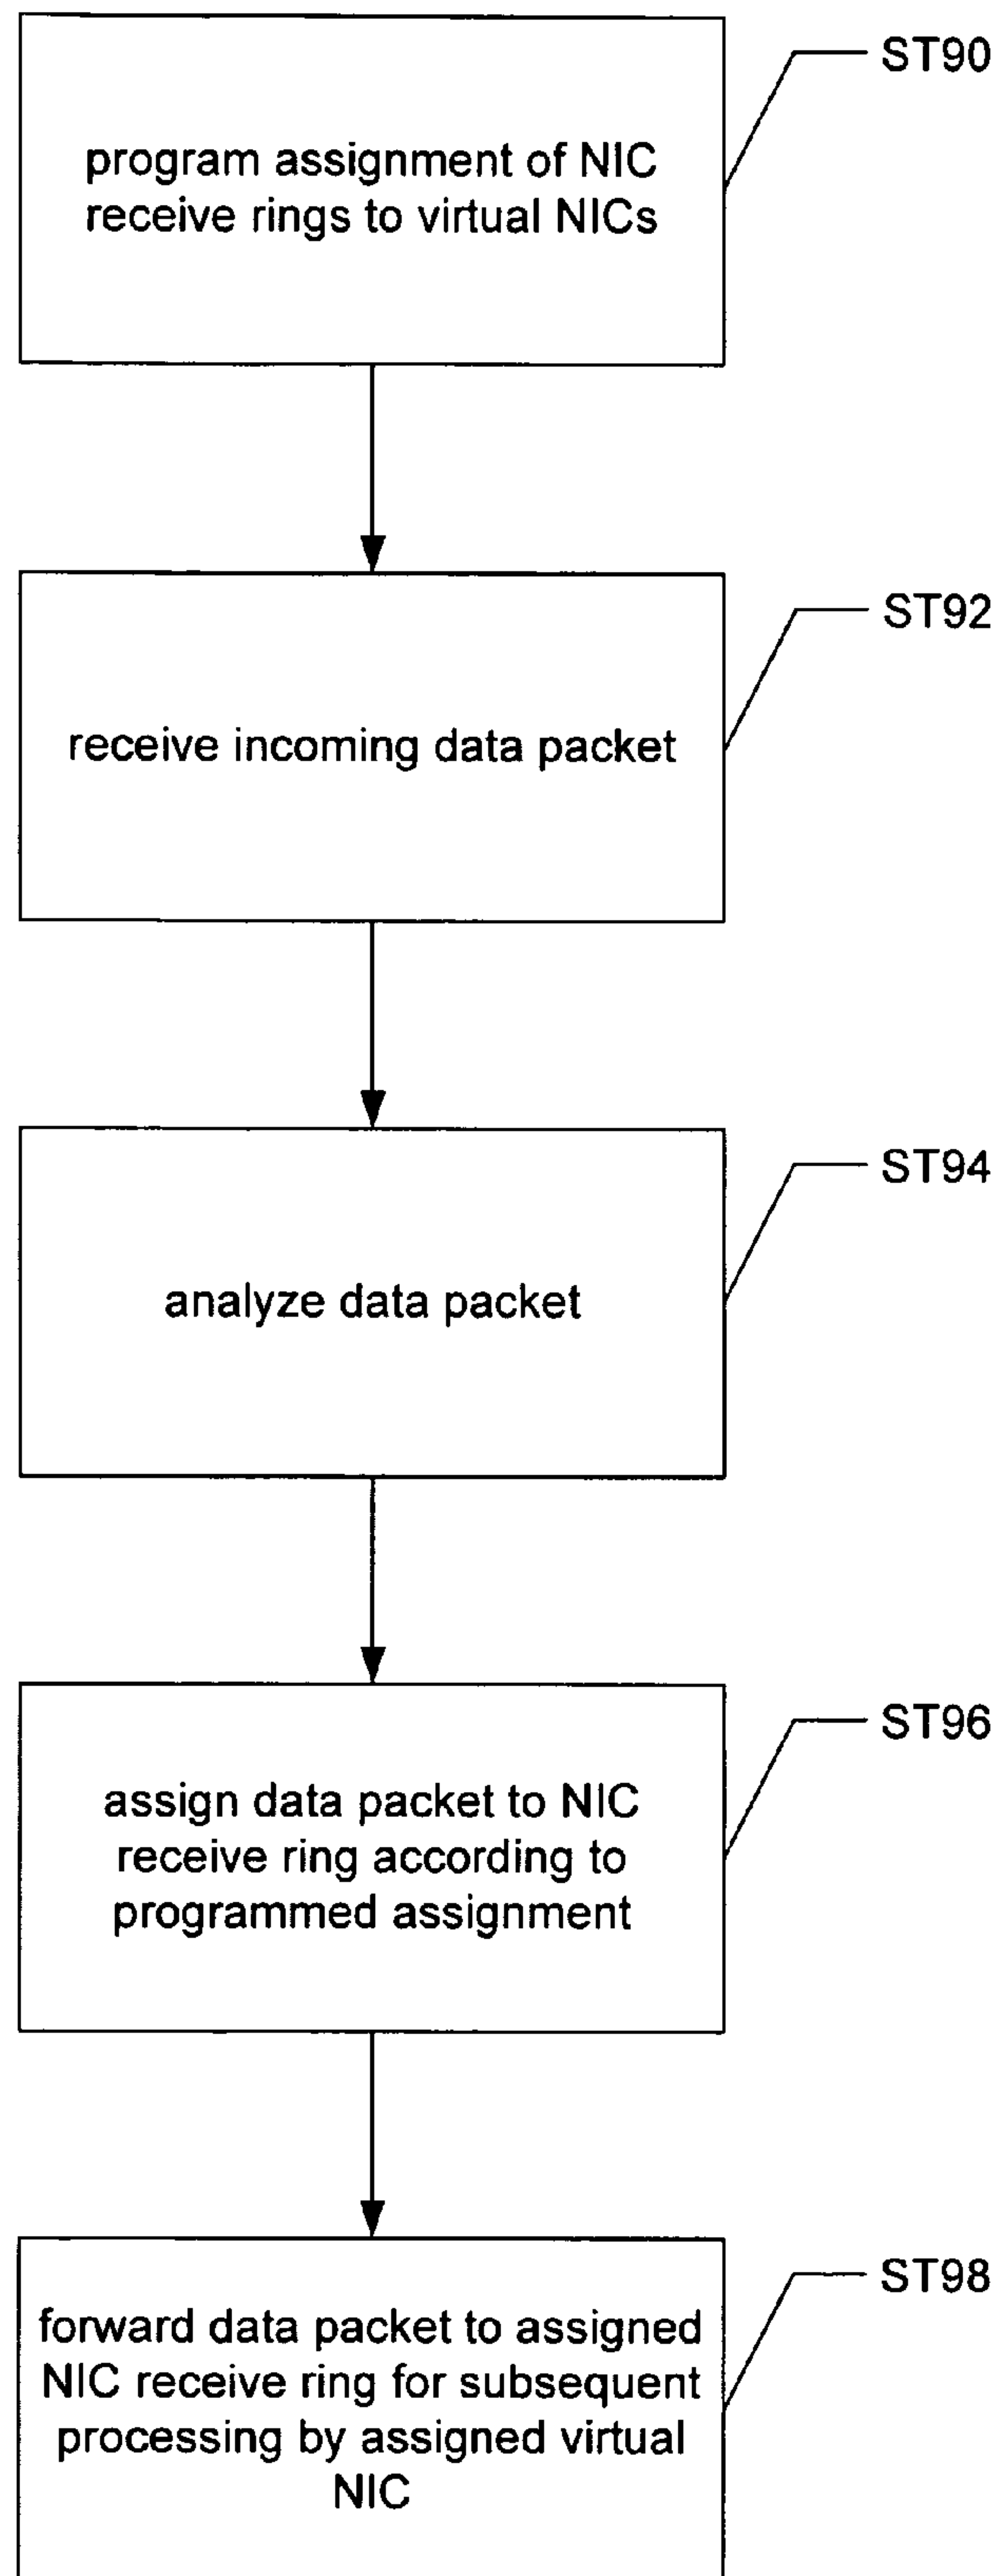 ST90
program assignment of NIC
receive rings to virtual NICs
ST92
receive incoming data packet
ST94
analyze data packet
ST96
assign data packet to NIC
receive ring according to
programmed assignment
ST98
forward data packet to assigned
NIC receive ring for subsequent
processing by assigned virtual
NIC